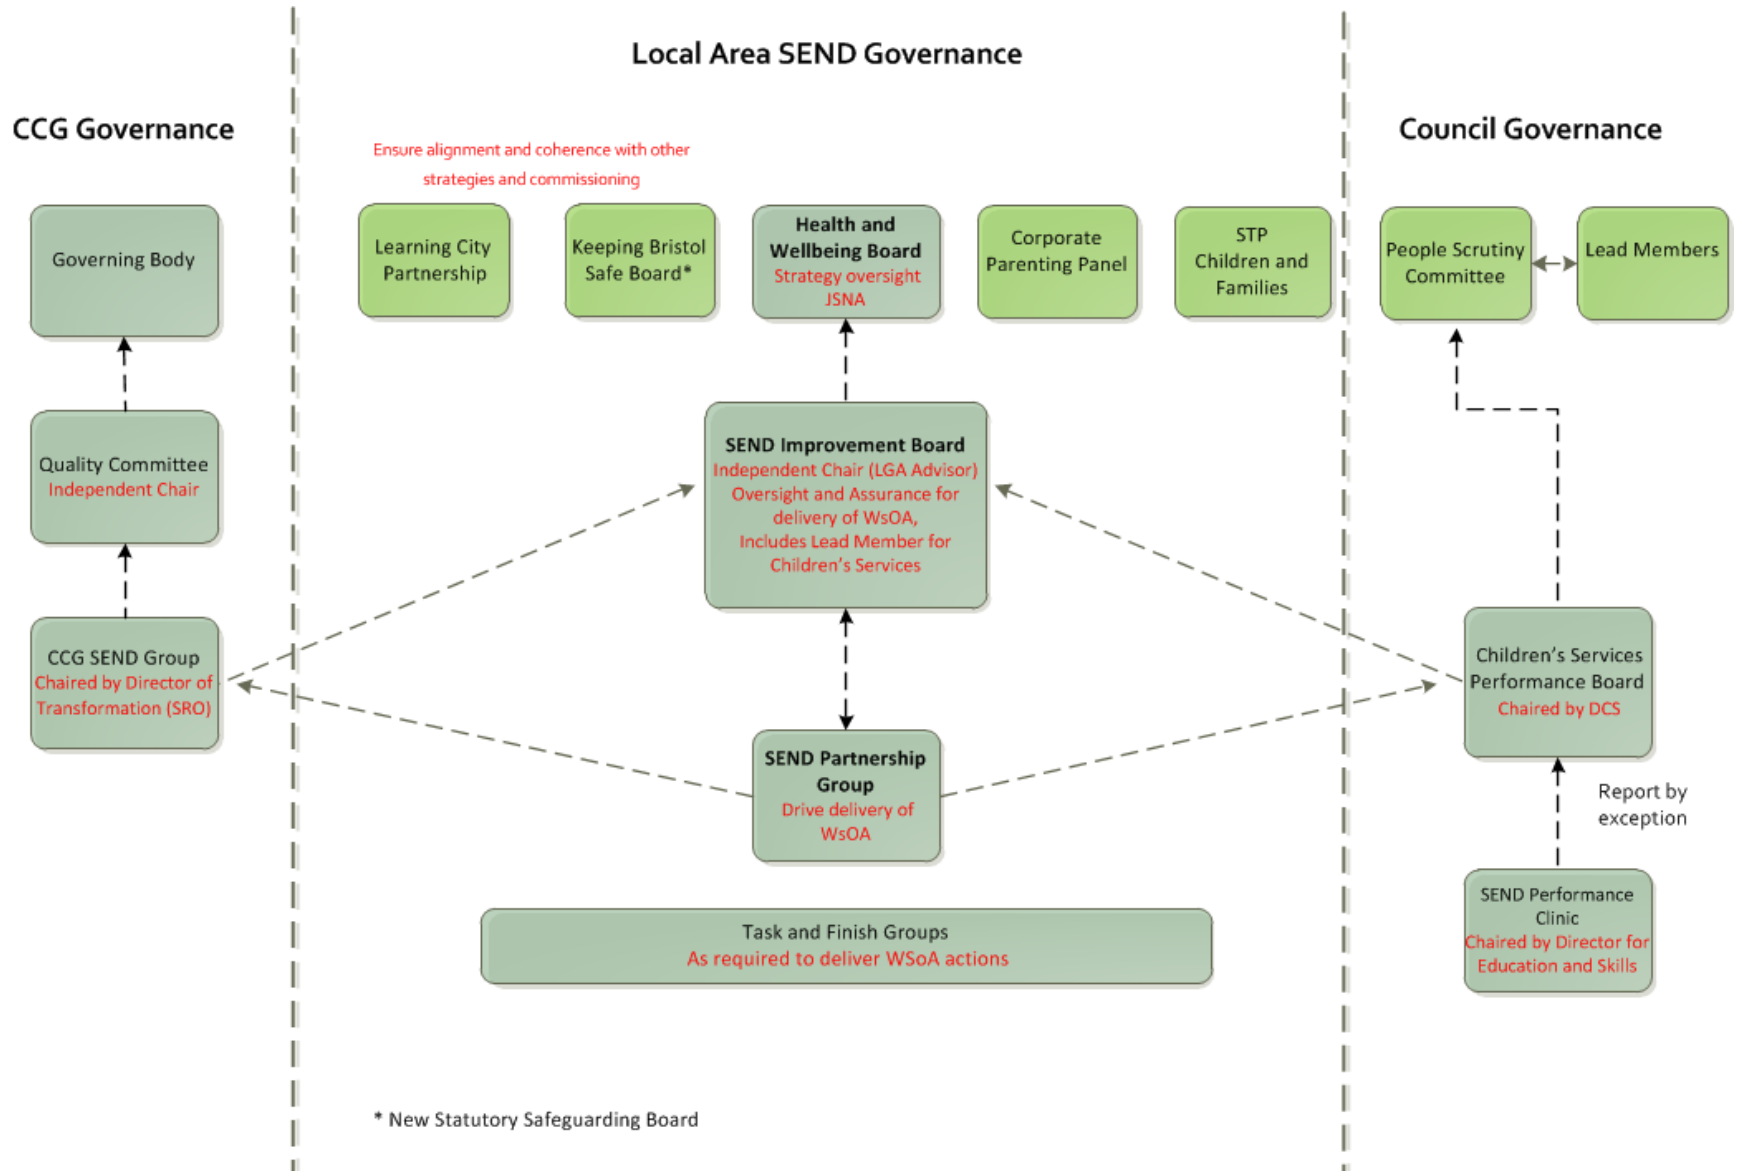 Local Area SEND Governance
CCG Governance
Council Governance
Ensure alignment and coherence with other
strategies and commissioning
Governing Body
Learning City
Partnership
Keeping Bristol
Safe Board*
Health and
Wellbeing Board
Strategy oversight
JSNA
Corporate
Parenting Panel
STP
Children and
Families
People Scrutiny
Committee
Lead Members
Quality Committee
Independent Chair
SEND Improvement Board
Independent Chair (LGA Advisor)
Oversight and Assurance for
delivery of WsOA,
Includes Lead Member for
Children's Services
CCG SEND Group
Chaired by Director of
Transformation (SRO)
Children's Services
Performance Board
Chaired by DCS
SEND Partnership
Group
Drive delivery of
WsOA
Report by
exception
SEND Performance
Clinic
Chaired by Director for
Education and Skills
Task and Finish Groups
As required to deliver WSoA actions
* New Statutory Safeguarding Board